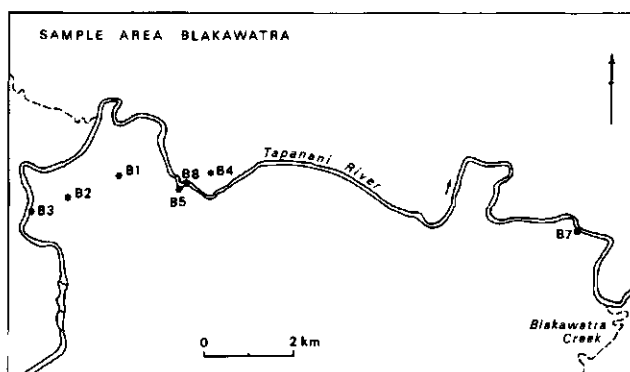 SAMPLE AREA BLAKAWATRA
B1
B8
B4
Tapanani River
B2
B5
B3
B7
Blakawatra
Creek
0 2 km